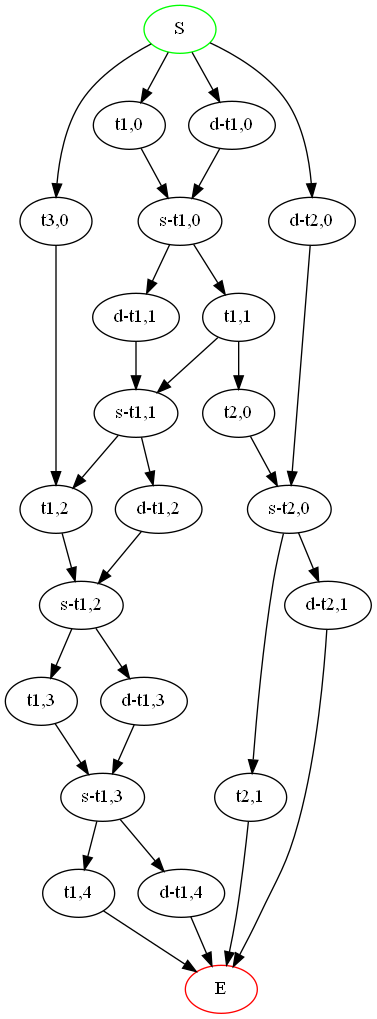 S
t1,0
d-t1,0
t3,0
s-t1,0
d-t2,0
d-t1,1
t1,1
s-t1,1
t2,0
t1,2
d-t1,2
s-t2,0
s-t1,2
d-t2,1
t1,3
d-t1,3
s-t1,3
t2,1
t1,4
d-t1,4
E